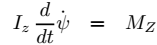 $I_z \, \frac{d}{dt} \dot{\psi} \;\; = \;\; M_Z$